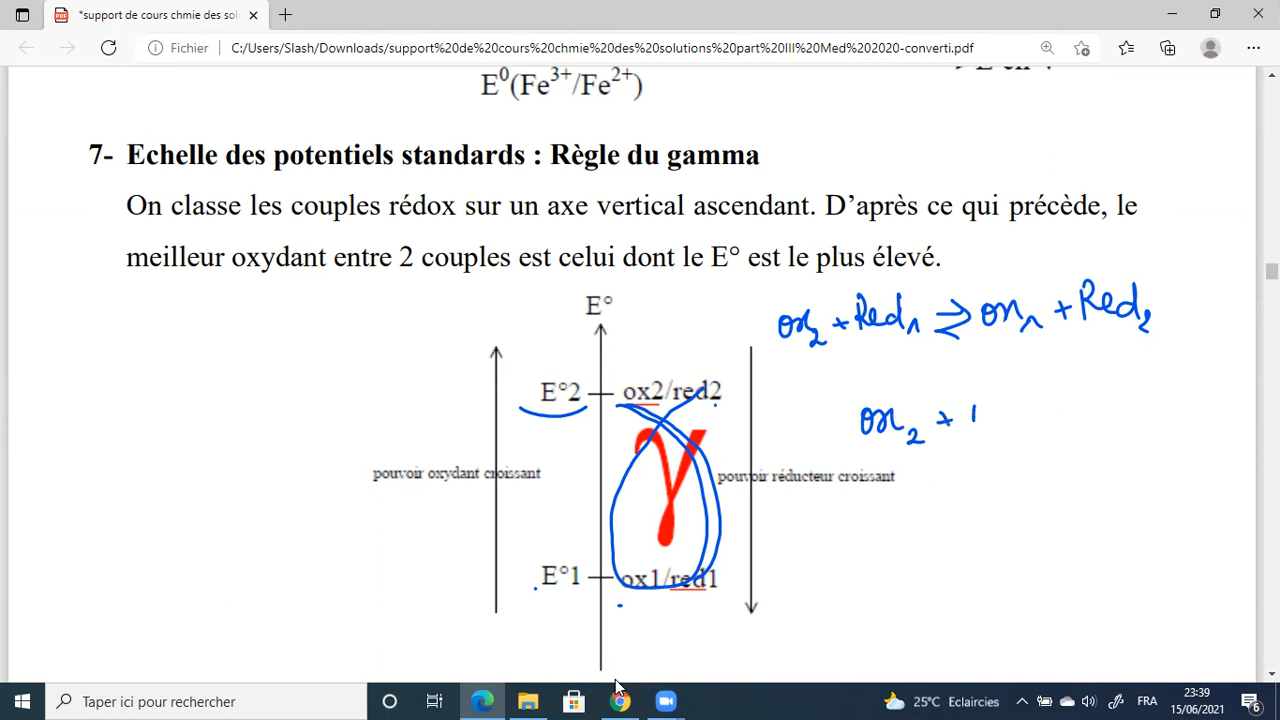 *support de cours chmie des sol
Fichier
C:/Users/Slash/Downloads/support%20de%20cours%20chmie%20des%20solutions%20part%20III%20Med%202020-converti.pdf
E⁰(Fe³⁺/Fe²⁺)
7- Echelle des potentiels standards : Règle du gamma
On classe les couples rédox sur un axe vertical ascendant. D’après ce qui précède, le
meilleur oxydant entre 2 couples est celui dont le E° est le plus élevé.
E°
ox₂ + Red₁ ⇌ ox₁ + Red₂
E°2 ox2/red2
ox₂ +
γ
pouvoir oxydant croissant
pouvoir réducteur croissant
E°1 ox1/red1
Taper ici pour rechercher
25°C Eclaircies
FRA
23:39
15/06/2021
6